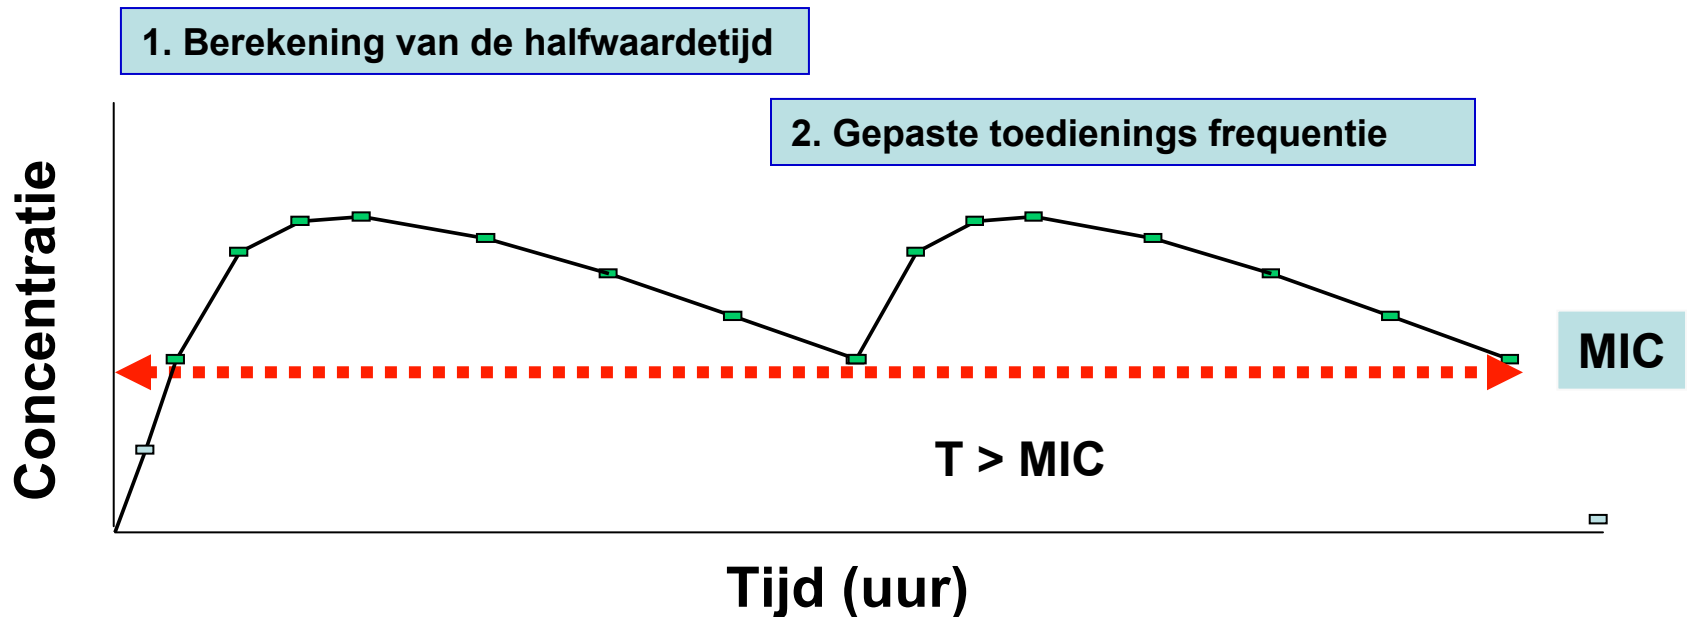 1. Berekening van de halfwaardetijd
2. Gepaste toedienings frequentie
Concentratie
MIC
T > MIC
Tijd (uur)